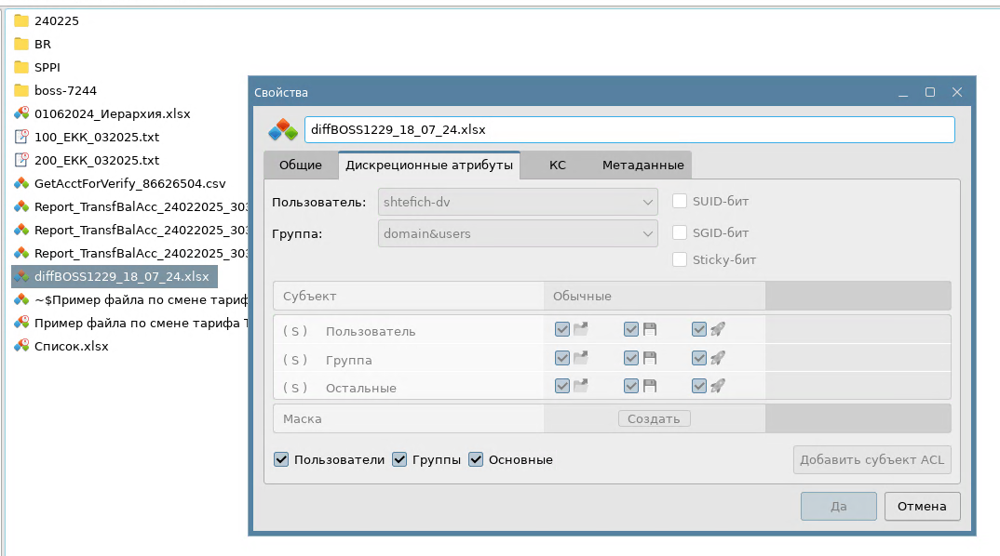 240225
BR
SPPI
boss-7244
01062024_Иерархия.xlsx
100_ЕКК_032025.txt
200_ЕКК_032025.txt
GetAcctForVerify_86626504.csv
Report_TransfBalAcc_24022025_303
Report_TransfBalAcc_24022025_303
Report_TransfBalAcc_24022025_303
diffBOSS1229_18_07_24.xlsx
~$Пример файла по смене тариф
Пример файла по смене тарифа Т
Список.xlsx
Свойства
diffBOSS1229_18_07_24.xlsx
Общие Дискреционные атрибуты КС Метаданные
Пользователь: shtefich-dv SUID-бит
Группа: domain&users SGID-бит
Sticky-бит
Субъект Обычные
( S ) Пользователь
( S ) Группа
( S ) Остальные
Маска Создать
Пользователи Группы Основные Добавить субъект ACL
Да Отмена